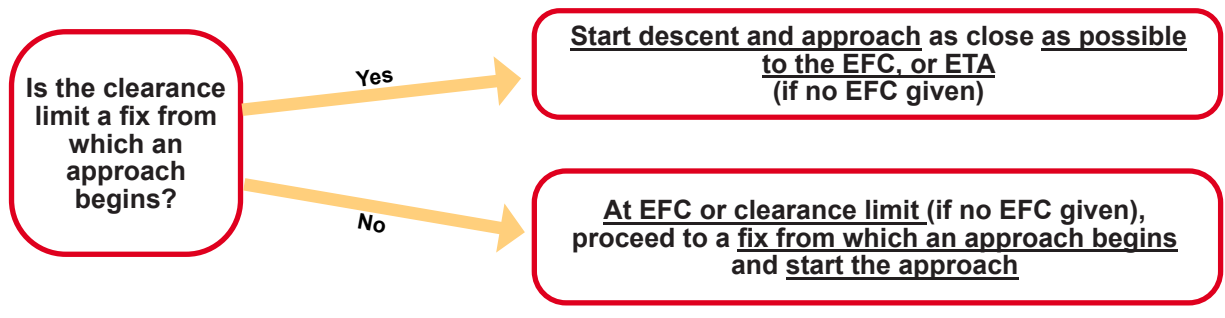 Is the clearance
limit a fix from
which an
approach
begins?
Yes
Start descent and approach as close as possible
to the EFC, or ETA
(if no EFC given)
No
At EFC or clearance limit (if no EFC given),
proceed to a fix from which an approach begins
and start the approach